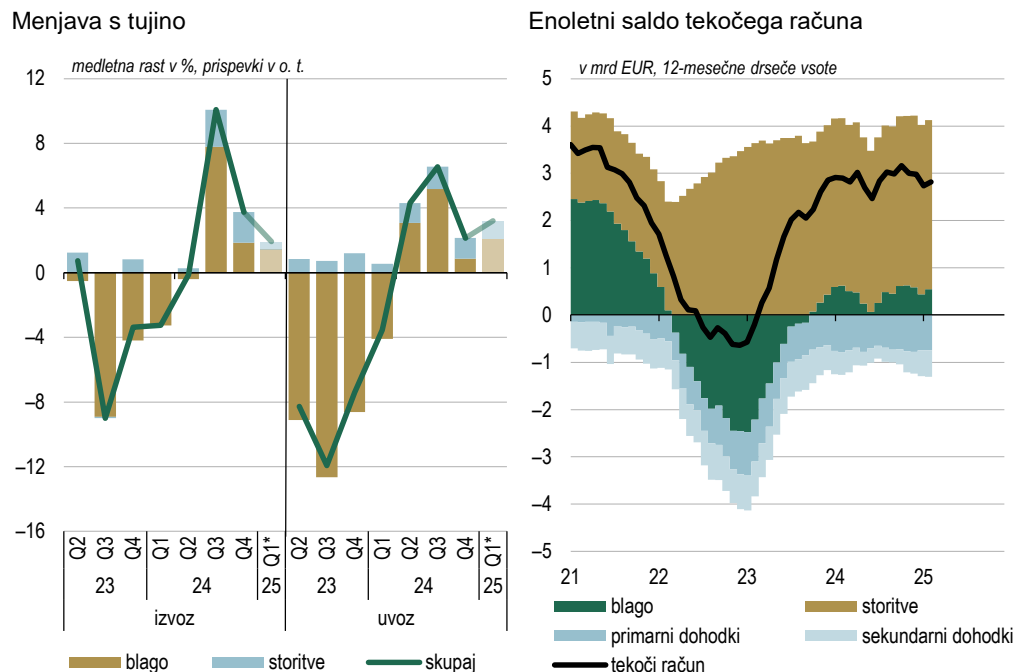 Menjava s tujino
medletna rast v %, prispevki v o. t.
12
8
4
0
–4
–8
–12
–16
Q2 Q3 Q4 Q1 Q2 Q3 Q4 Q1* Q2 Q3 Q4 Q1 Q2 Q3 Q4 Q1*
23 24 25 23 24 25
izvoz uvoz
blago storitve skupaj
Enoletni saldo tekočega računa
v mrd EUR, 12-mesečne drseče vsote
5
4
3
2
1
0
–1
–2
–3
–4
–5
21 22 23 24 25
blago storitve
primarni dohodki sekundarni dohodki
tekoči račun